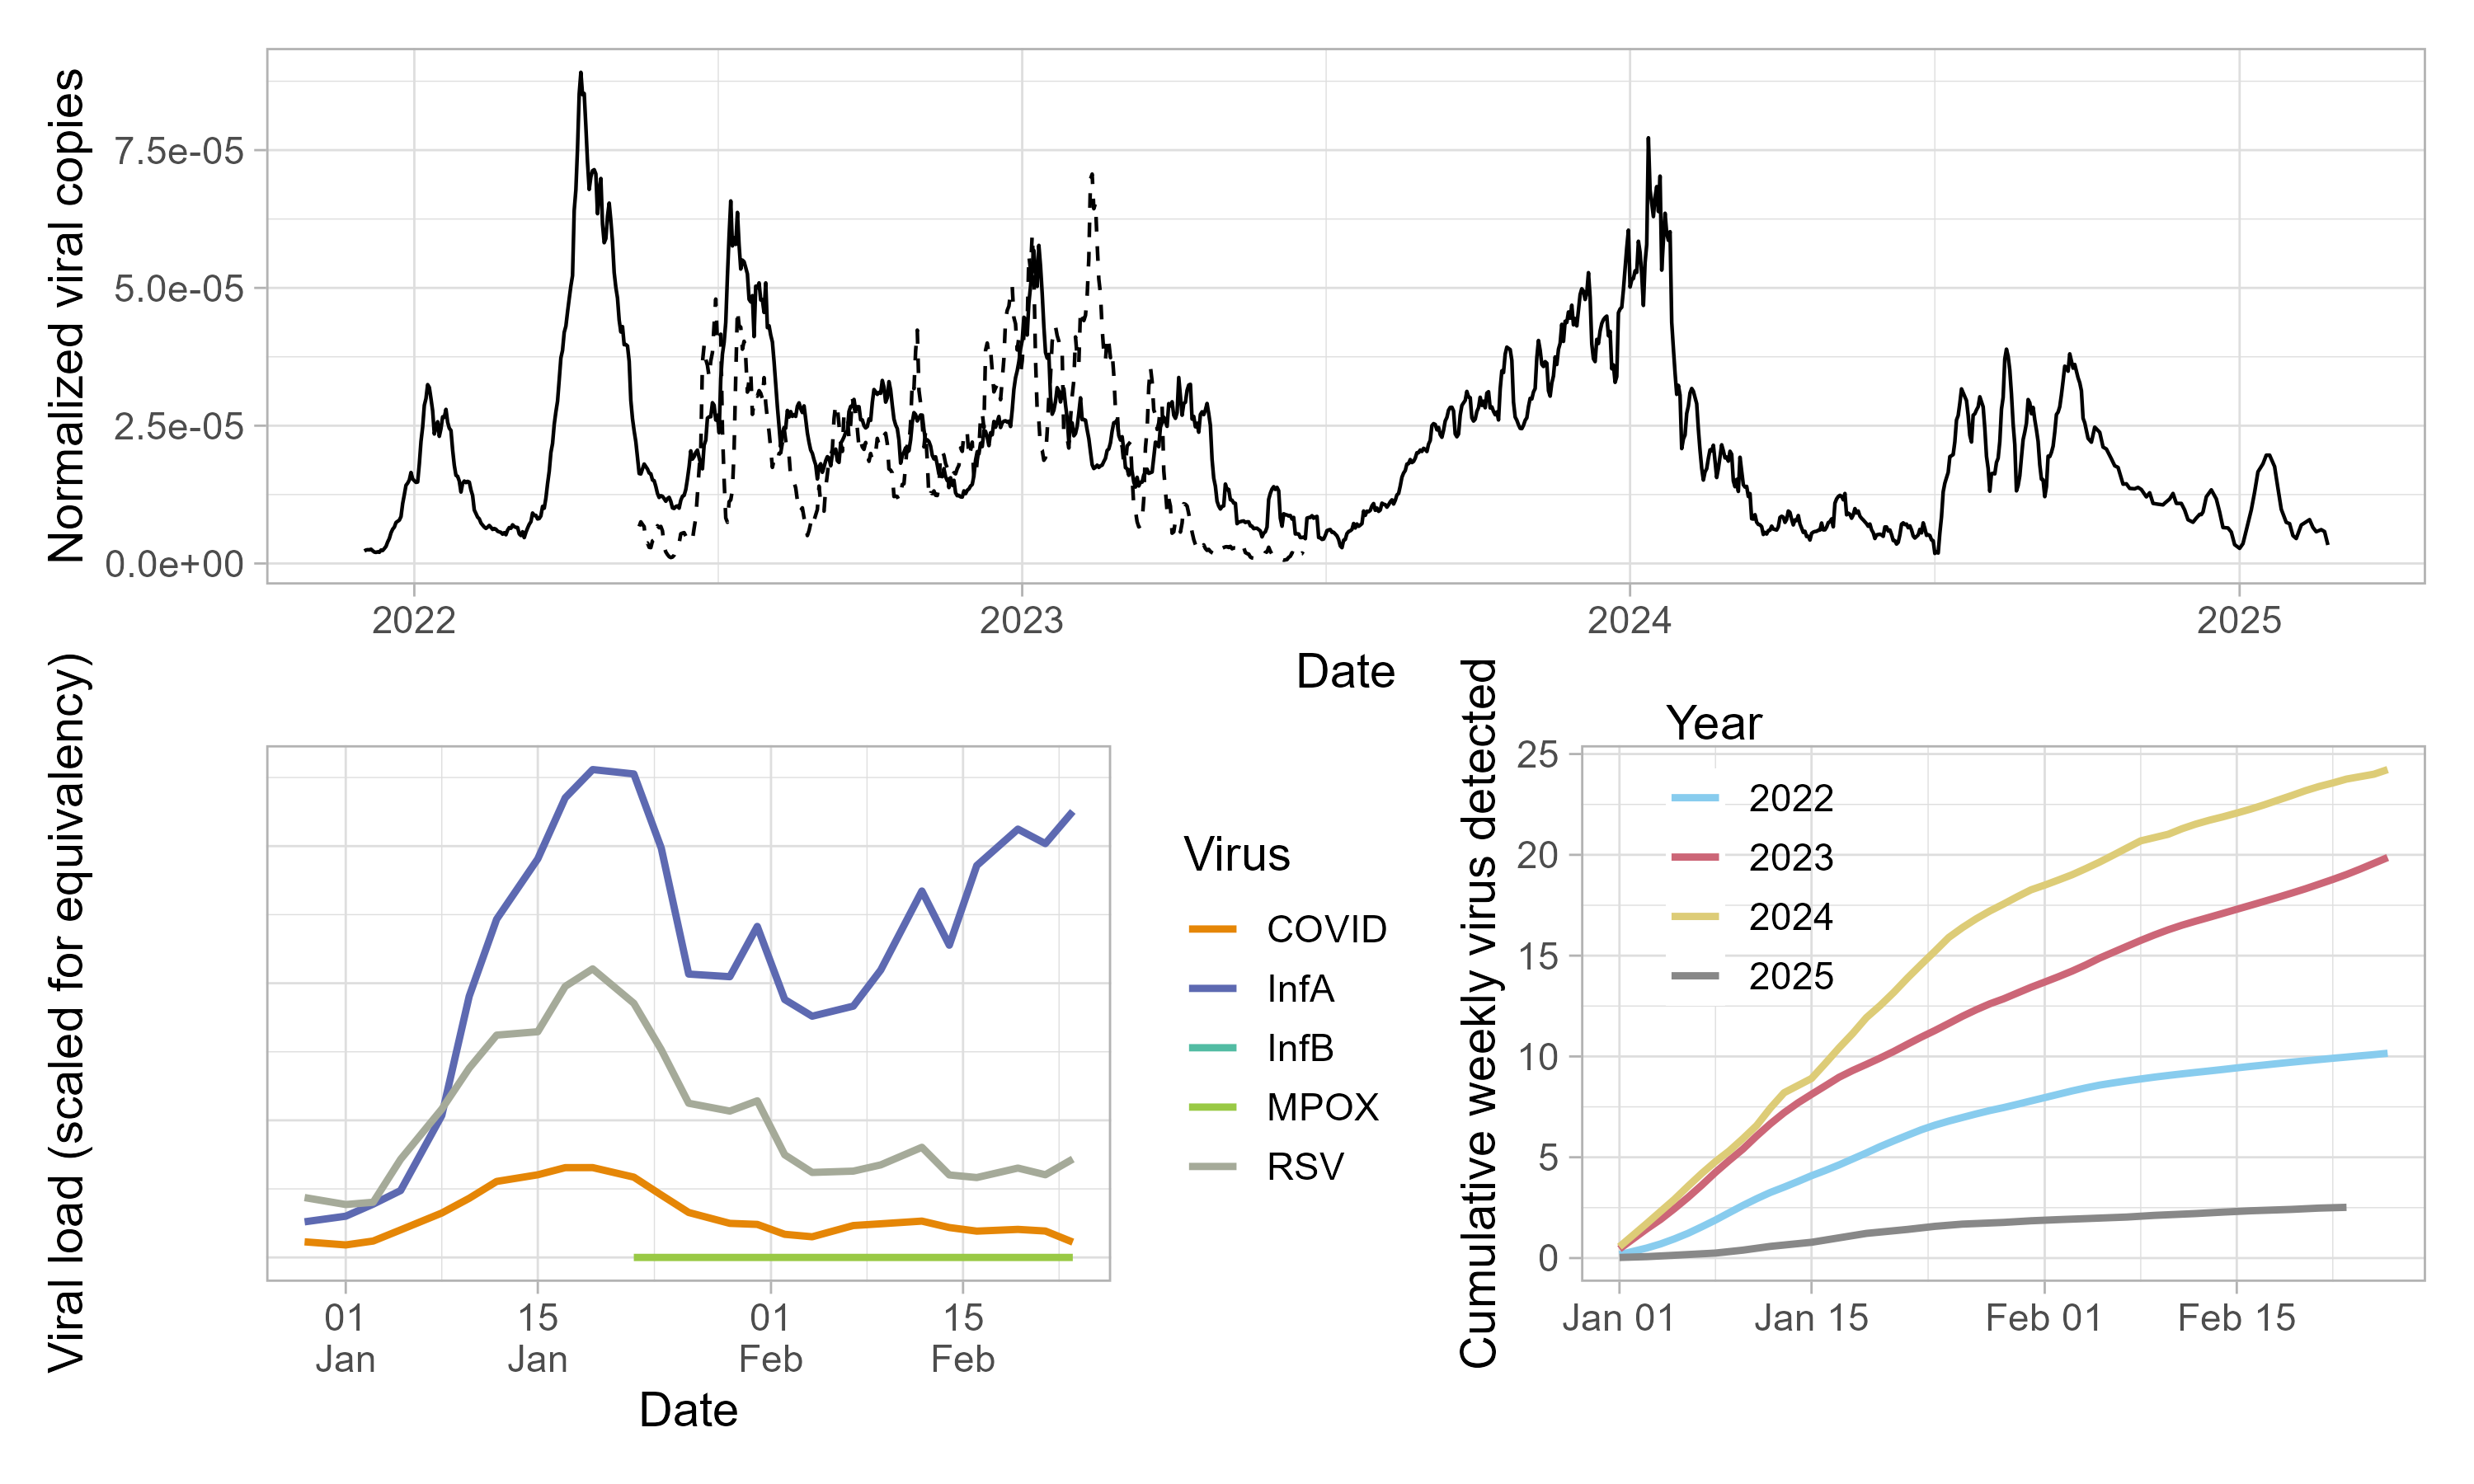 Normalized viral copies
7.5e-05
5.0e-05
2.5e-05
0.0e+00
2022
2023
2024
2025
Date
Viral load (scaled for equivalency)
01
Jan
15
Jan
01
Feb
15
Feb
Date
Virus
COVID
InfA
InfB
MPOX
RSV
Cumulative weekly virus detected
25
20
15
10
5
0
Year
2022
2023
2024
2025
Jan 01
Jan 15
Feb 01
Feb 15